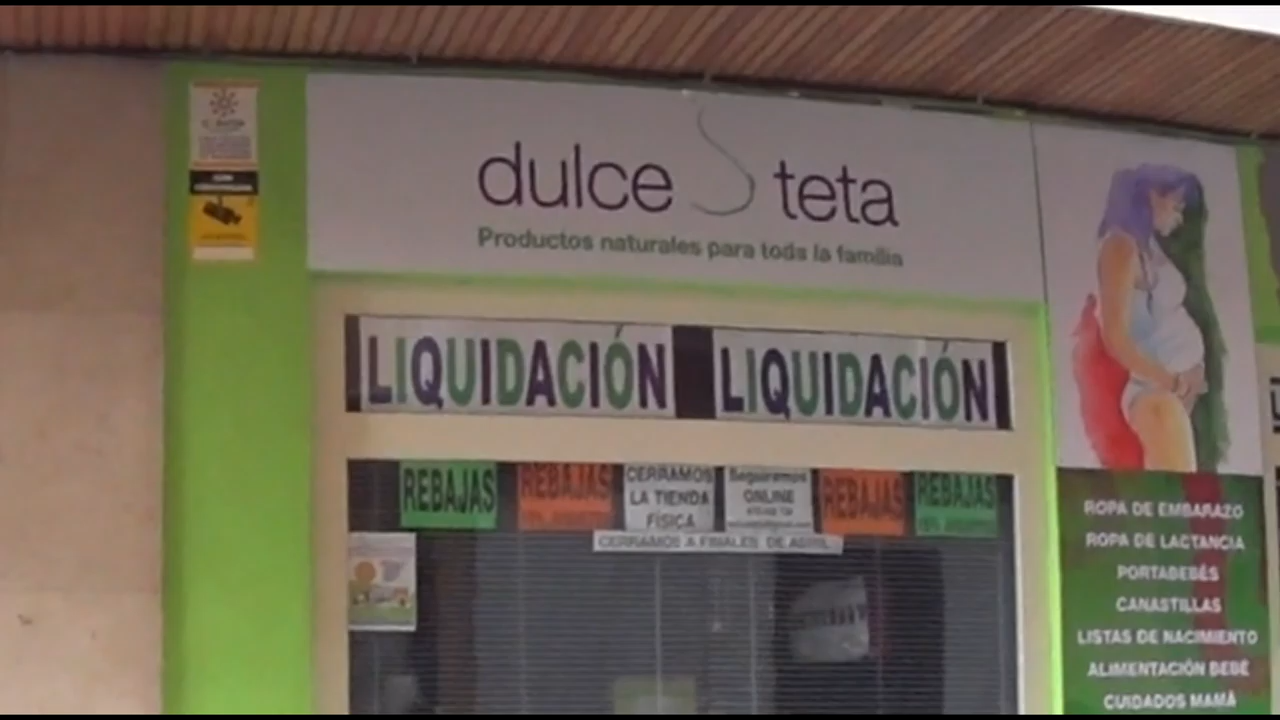 dulce teta
Productos naturales para toda la familia
LIQUIDACIÓN LIQUIDACIÓN
REBAJAS
REBAJAS
CERRAMOS
LA TIENDA
FÍSICA
Seguiremos
ONLINE
REBAJAS
REBAJAS
CERRAMOS A FINALES DE ABRIL
ROPA DE EMBARAZO
ROPA DE LACTANCIA
PORTABEBÉS
CANASTILLAS
LISTAS DE NACIMIENTO
ALIMENTACIÓN BEBÉ
CUIDADOS MAMÁ